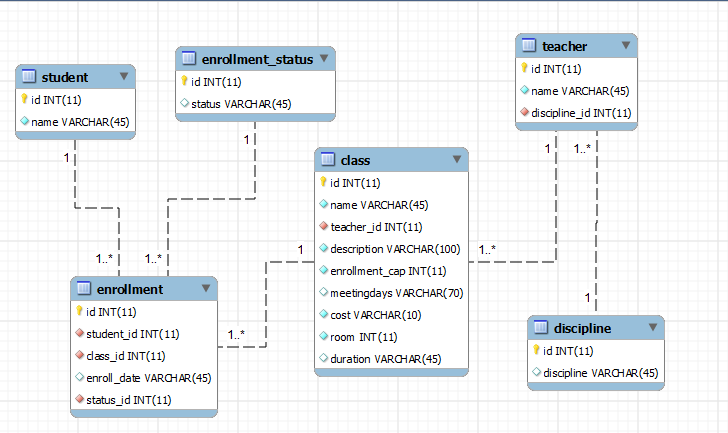 student
id INT(11)
name VARCHAR(45)
enrollment_status
id INT(11)
status VARCHAR(45)
teacher
id INT(11)
name VARCHAR(45)
discipline_id INT(11)
1
1
1
1..*
class
id INT(11)
name VARCHAR(45)
teacher_id INT(11)
description VARCHAR(100)
enrollment_cap INT(11)
meetingdays VARCHAR(70)
cost VARCHAR(10)
room INT(11)
duration VARCHAR(45)
1..*
1..*
1
1..*
1..*
1
enrollment
id INT(11)
student_id INT(11)
class_id INT(11)
enroll_date VARCHAR(45)
status_id INT(11)
discipline
id INT(11)
discipline VARCHAR(45)